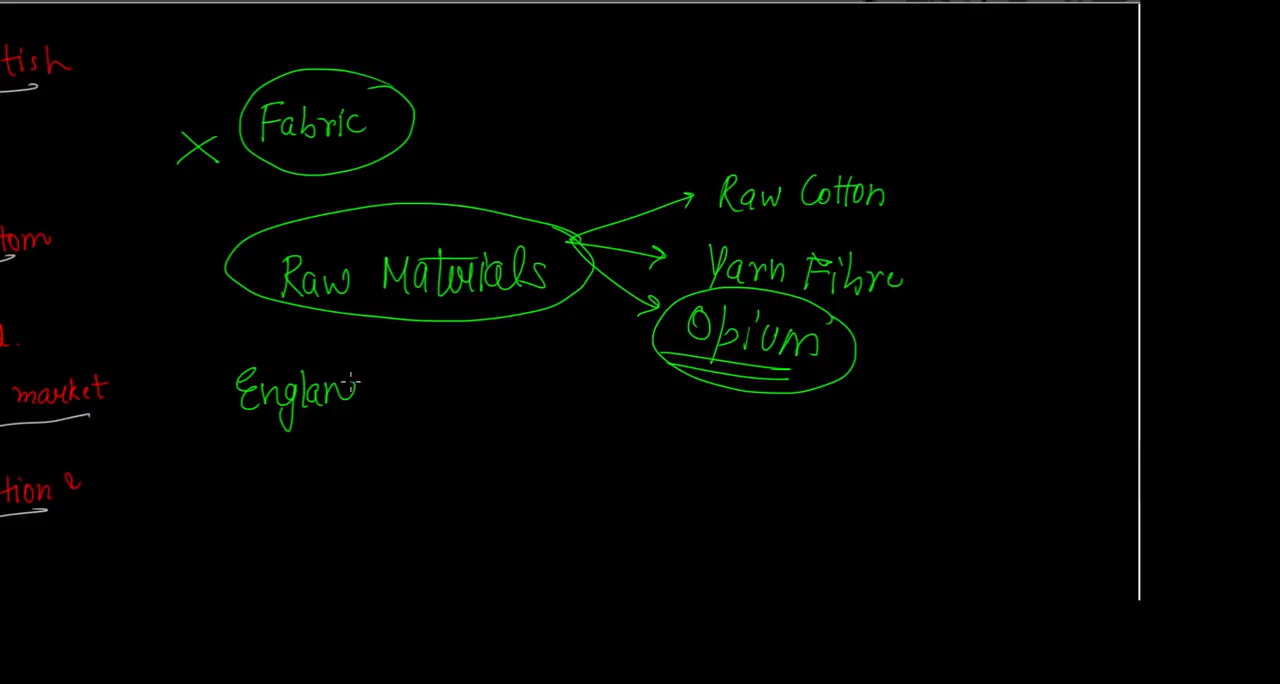 tish
Fabric
Raw Cotton
tom
Raw Materials
Yarn Fibre
Opium
market
Englan
tion &